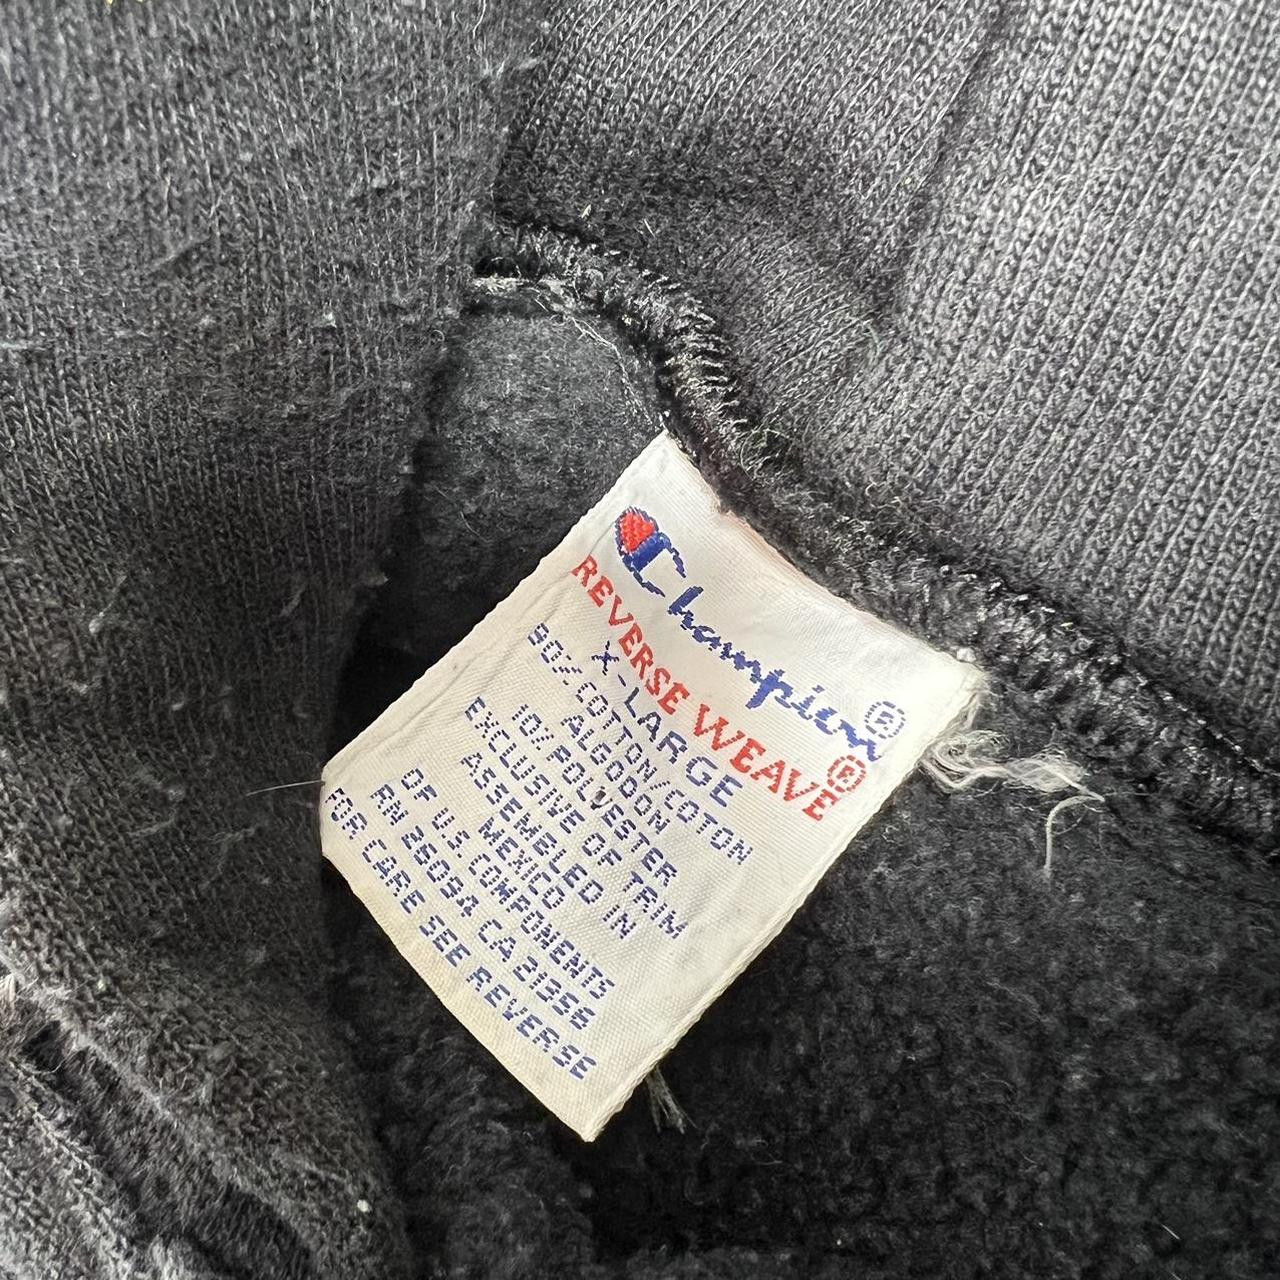 Champion®
REVERSE WEAVE®
X-LARGE
90% COTTON/COTON
ALGODON
10% POLYESTER
EXCLUSIVE OF TRIM
ASSEMBLED IN
MEXICO
OF U.S. COMPONENTS
RN 26094 CA 21356
FOR CARE SEE REVERSE